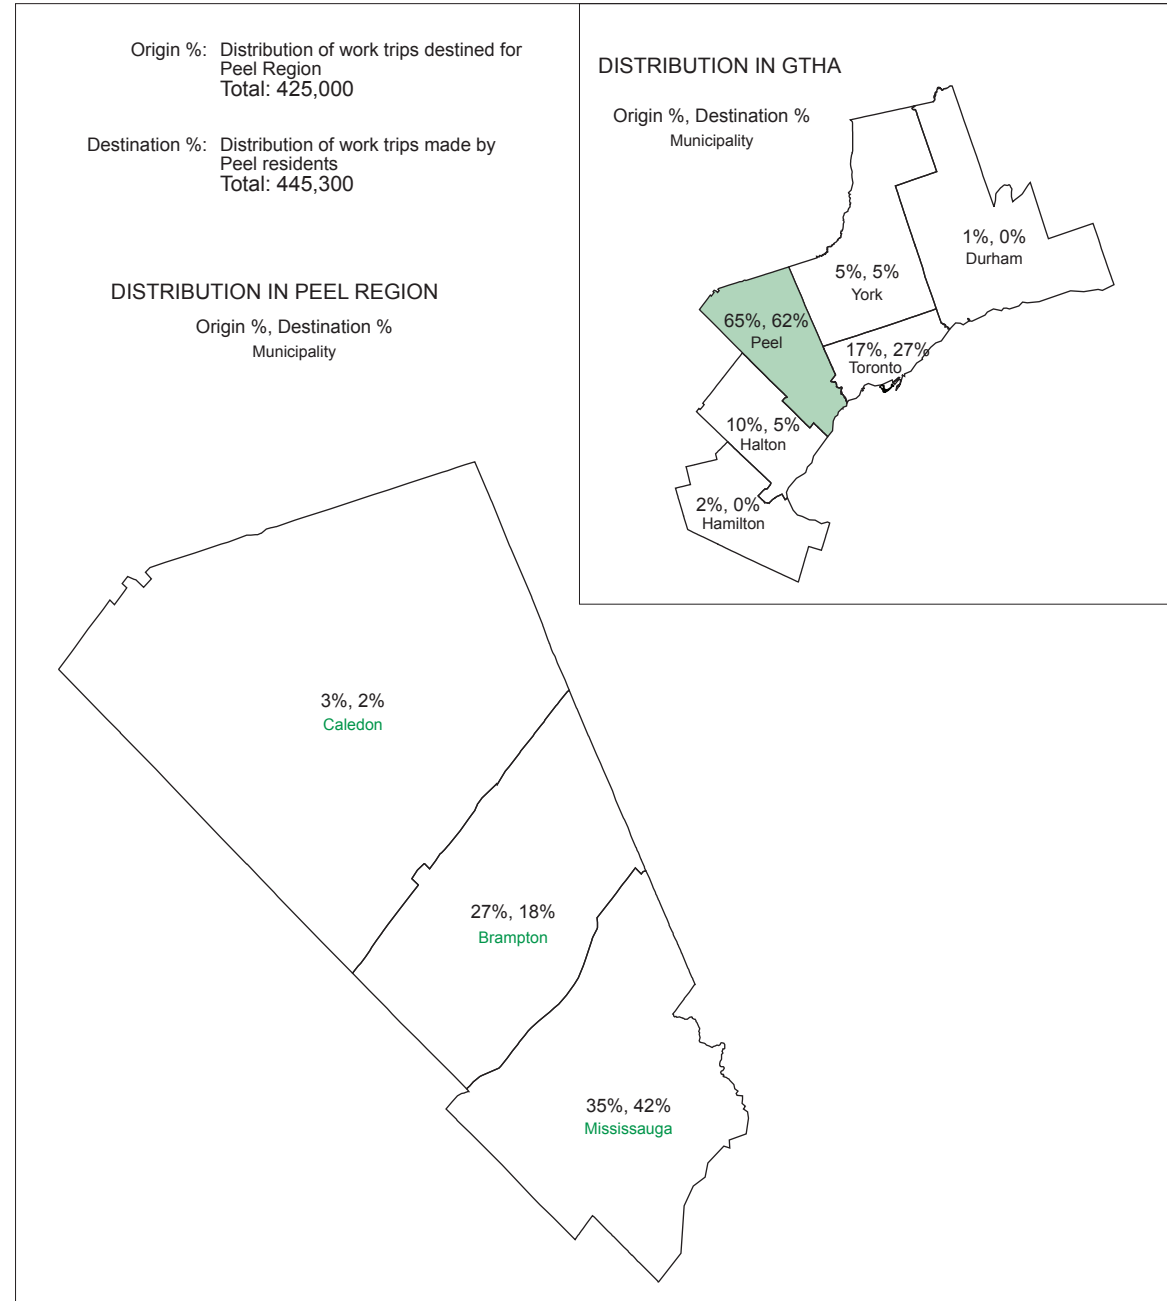 Origin %: Distribution of work trips destined for
Peel Region
Total: 425,000
Destination %: Distribution of work trips made by
Peel residents
Total: 445,300
DISTRIBUTION IN PEEL REGION
Origin %, Destination %
Municipality
DISTRIBUTION IN GTHA
Origin %, Destination %
Municipality
1%, 0%
Durham
5%, 5%
York
65%, 62%
Peel
17%, 27%
Toronto
10%, 5%
Halton
2%, 0%
Hamilton
3%, 2%
Caledon
27%, 18%
Brampton
35%, 42%
Mississauga